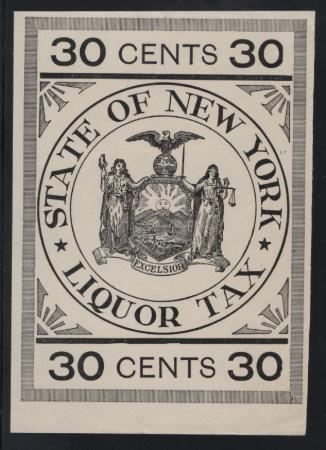 30 CENTS 30
STATE OF NEW YORK
EXCELSIOR
★ LIQUOR TAX ★
30 CENTS 30